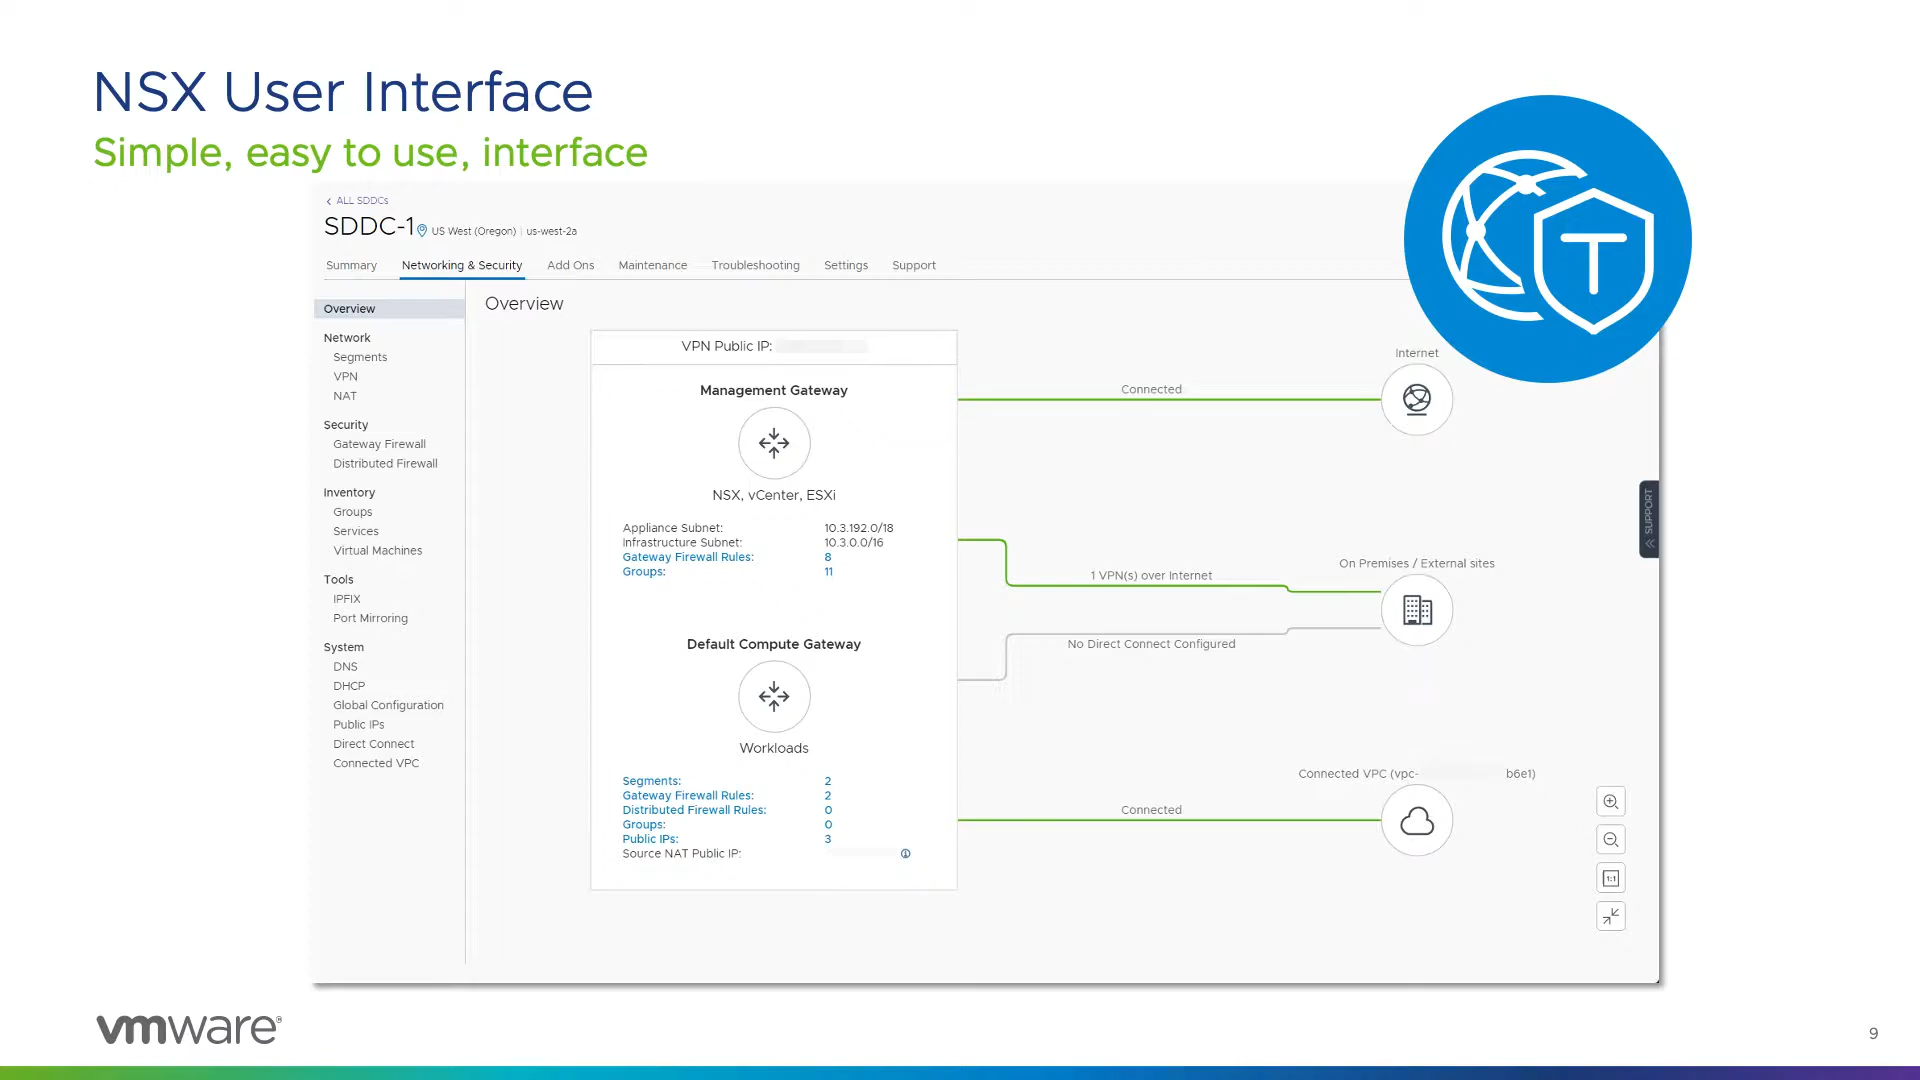 NSX User Interface
Simple, easy to use, interface
ALL SDDCs
SDDC-1 US West (Oregon) | us-west-2a
Summary Networking & Security Add Ons Maintenance Troubleshooting Settings Support
Overview
Network
Segments
VPN
NAT
Security
Gateway Firewall
Distributed Firewall
Inventory
Groups
Services
Virtual Machines
Tools
IPFIX
Port Mirroring
System
DNS
DHCP
Global Configuration
Public IPs
Direct Connect
Connected VPC
Overview
VPN Public IP:
Management Gateway
NSX, vCenter, ESXi
Appliance Subnet: 10.3.192.0/18
Infrastructure Subnet: 10.3.0.0/16
Gateway Firewall Rules: 8
Groups: 11
Default Compute Gateway
Workloads
Segments: 2
Gateway Firewall Rules: 2
Distributed Firewall Rules: 0
Groups: 0
Public IPs: 3
Source NAT Public IP:
Connected
Internet
1 VPN(s) over Internet
On Premises / External sites
No Direct Connect Configured
Connected VPC (vpc- b6e1)
Connected
T
SUPPORT
1:1
vmware®
9